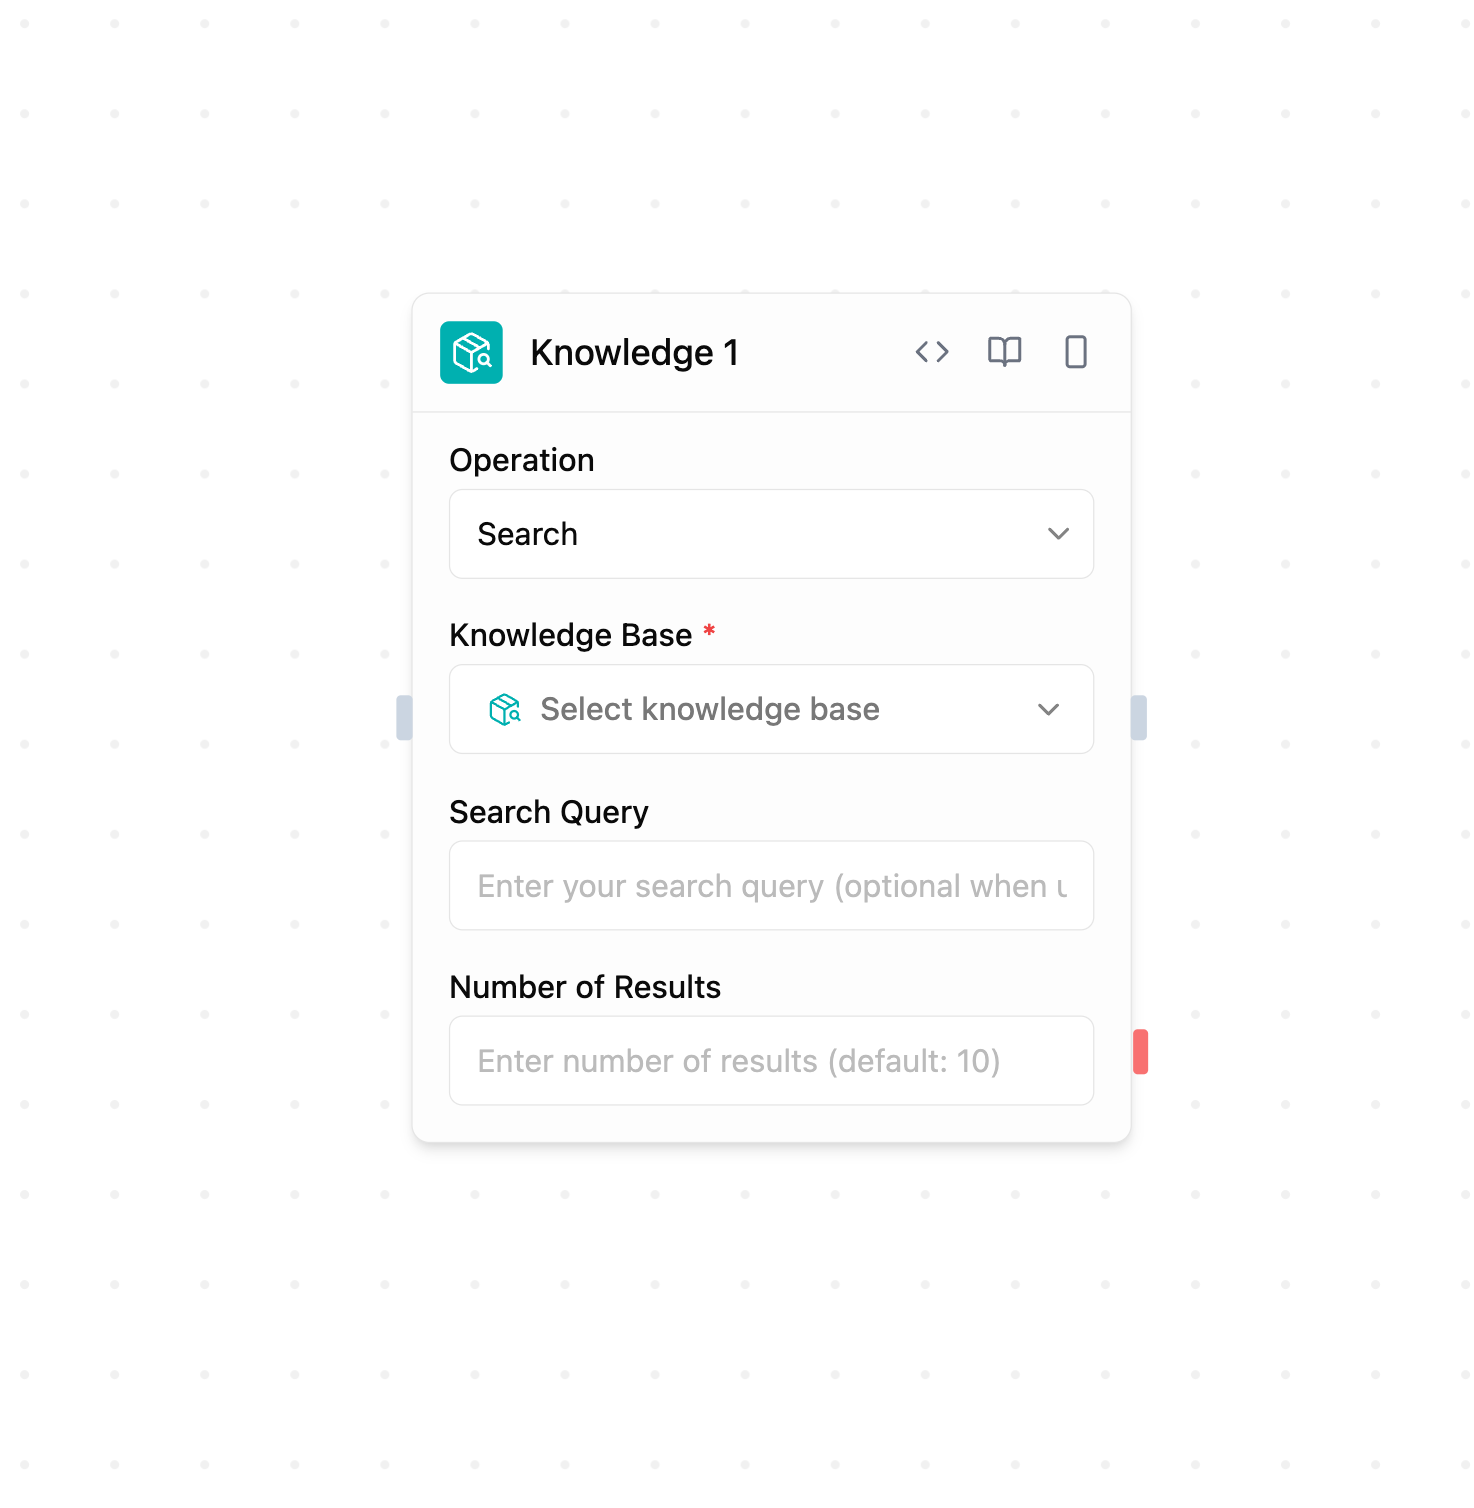 Knowledge 1
Operation
Search
Knowledge Base *
Select knowledge base
Search Query
Enter your search query (optional when
Number of Results
Enter number of results (default: 10)